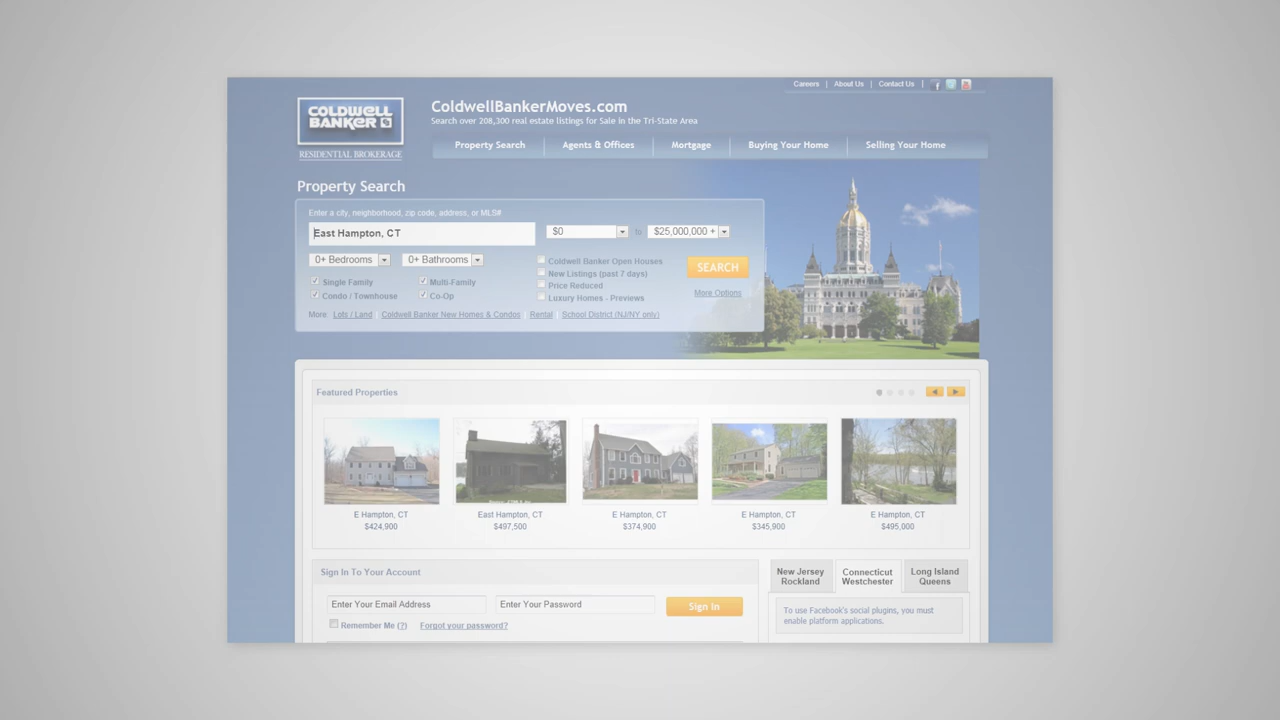 Careers | About Us | Contact Us |
COLDWELL
BANKER
RESIDENTIAL BROKERAGE
ColdwellBankerMoves.com
Search over 208,300 real estate listings for Sale in the Tri-State Area
Property Search Agents & Offices Mortgage Buying Your Home Selling Your Home
Property Search
Enter a city, neighborhood, zip code, address, or MLS#
East Hampton, CT
$0 to $25,000,000 +
0+ Bedrooms 0+ Bathrooms
Single Family Multi-Family
Condo / Townhouse Co-Op
Coldwell Banker Open Houses
New Listings (past 7 days)
Price Reduced
Luxury Homes - Previews
SEARCH
More Options
More: Lots / Land | Coldwell Banker New Homes & Condos | Rental | School District (NJ/NY only)
Featured Properties
E Hampton, CT East Hampton, CT E Hampton, CT E Hampton, CT E Hampton, CT
$424,900 $497,500 $374,900 $345,900 $495,000
Sign In To Your Account
Enter Your Email Address Enter Your Password Sign In
Remember Me (?) Forgot your password?
New Jersey
Rockland
Connecticut
Westchester
Long Island
Queens
To use Facebook's social plugins, you must
enable platform applications.